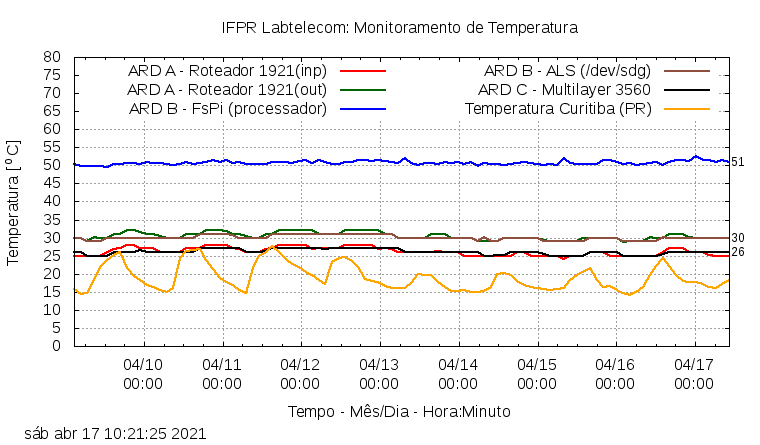 IFPR Labtelecom: Monitoramento de Temperatura
Temperatura [ ⁰C]
80
75
70
65
60
55
50
45
40
35
30
25
20
15
10
5
0
ARD A - Roteador 1921(inp)
ARD A - Roteador 1921(out)
ARD B - FsPi (processador)
ARD B - ALS (/dev/sdg)
ARD C - Multilayer 3560
Temperatura Curitiba (PR)
51
30
26
04/10 04/11 04/12 04/13 04/14 04/15 04/16 04/17
00:00 00:00 00:00 00:00 00:00 00:00 00:00 00:00
Tempo - Mês/Dia - Hora:Minuto
sáb abr 17 10:21:25 2021